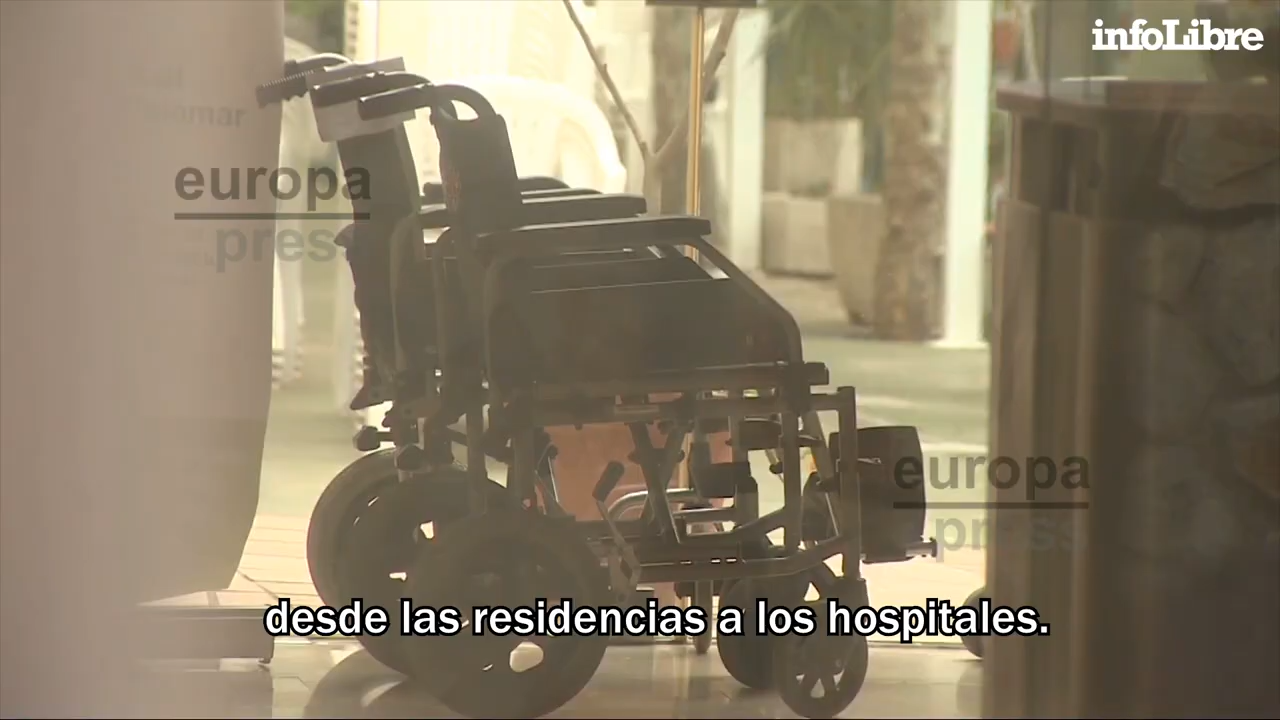 infoLibre
europa
press
europa
press
desde las residencias a los hospitales.